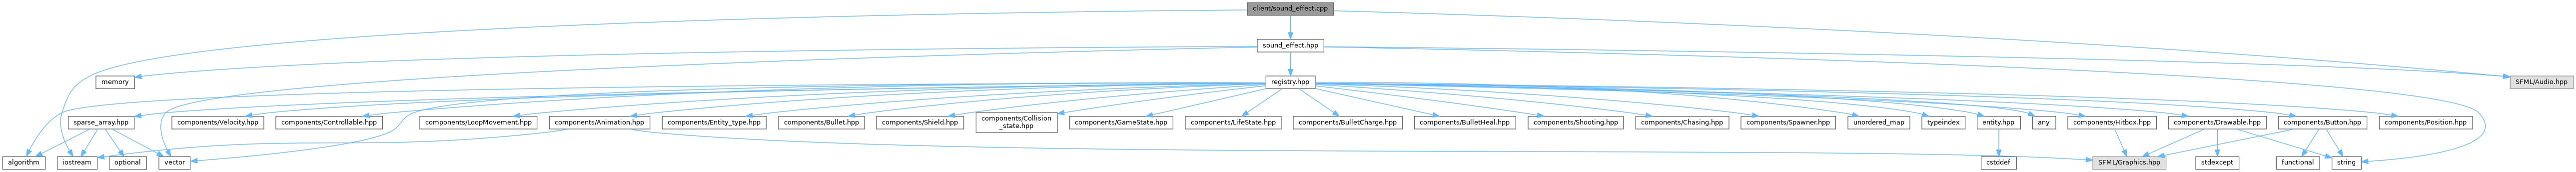 client/sound_effect.cpp
sound_effect.hpp
memory
registry.hpp
SFML/Audio.hpp
sparse_array.hpp
components/Velocity.hpp
components/Controllable.hpp
components/LoopMovement.hpp
components/Animation.hpp
components/Entity_type.hpp
components/Bullet.hpp
components/Shield.hpp
components/Collision
_state.hpp
components/GameState.hpp
components/LifeState.hpp
components/BulletCharge.hpp
components/BulletHeal.hpp
components/Shooting.hpp
components/Chasing.hpp
components/Spawner.hpp
unordered_map
typeindex
entity.hpp
any
components/Hitbox.hpp
components/Drawable.hpp
components/Button.hpp
components/Position.hpp
algorithm
iostream
optional
vector
cstddef
SFML/Graphics.hpp
stdexcept
functional
string